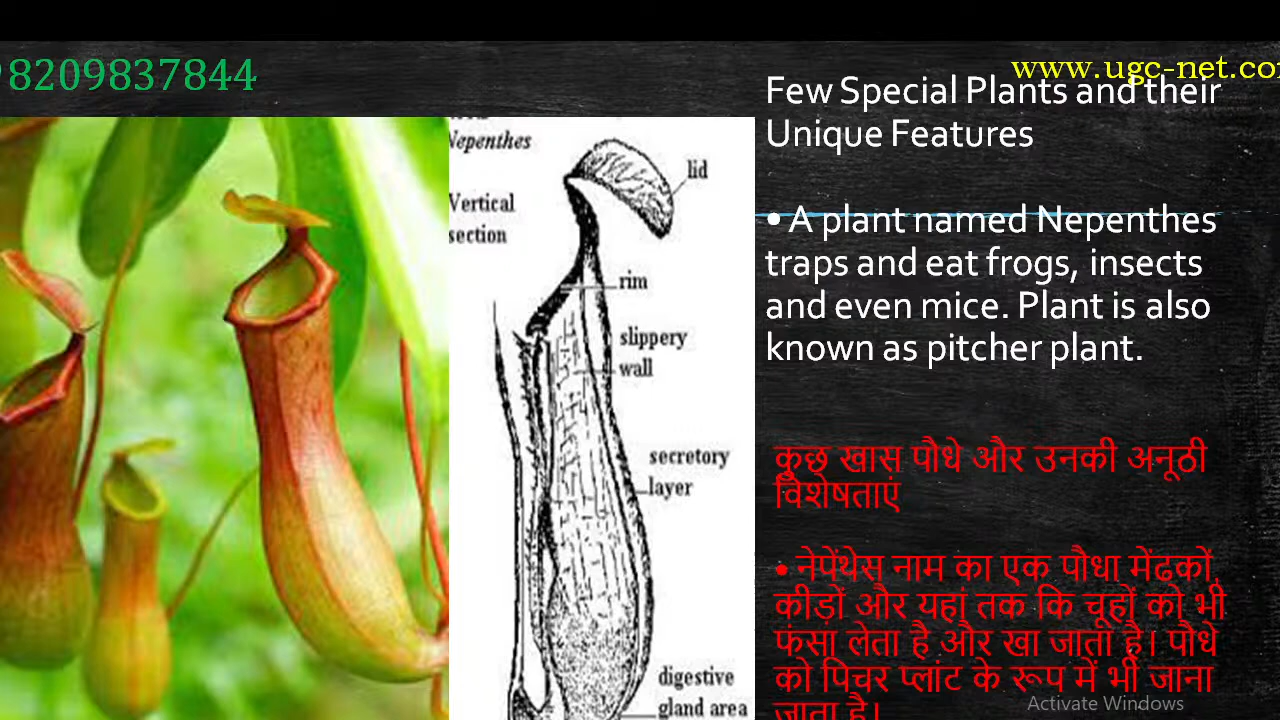 98209837844
www.ugc-net.co
Few Special Plants and their
Unique Features
• A plant named Nepenthes
traps and eat frogs, insects
and even mice. Plant is also
known as pitcher plant.
कुछ खास पौधे और उनकी अनूठी
विशेषताएं
• नेपेंथेस नाम का एक पौधा मेंढकों,
कीड़ों और यहां तक कि चूहों को भी
फंसा लेता है और खा जाता है। पौधे
को पिचर प्लांट के रूप में भी जाना
जाता है।
Nepenthes
Vertical
section
lid
rim
slippery
wall
secretory
layer
digestive
gland area
Activate Windows